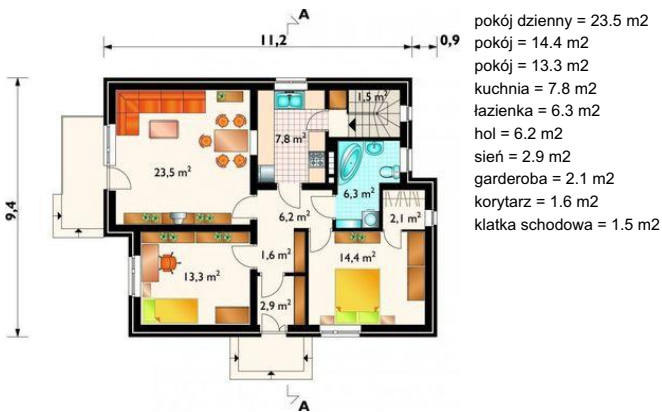 A
11,2
0,9
9,4
1,5 m²
7,8 m²
23,5 m²
6,3 m²
6,2 m²
2,1 m²
1,6 m²
14,4 m²
13,3 m²
2,9 m²
A
pokój dzienny = 23.5 m2
pokój = 14.4 m2
pokój = 13.3 m2
kuchnia = 7.8 m2
łazienka = 6.3 m2
hol = 6.2 m2
sień = 2.9 m2
garderoba = 2.1 m2
korytarz = 1.6 m2
klatka schodowa = 1.5 m2